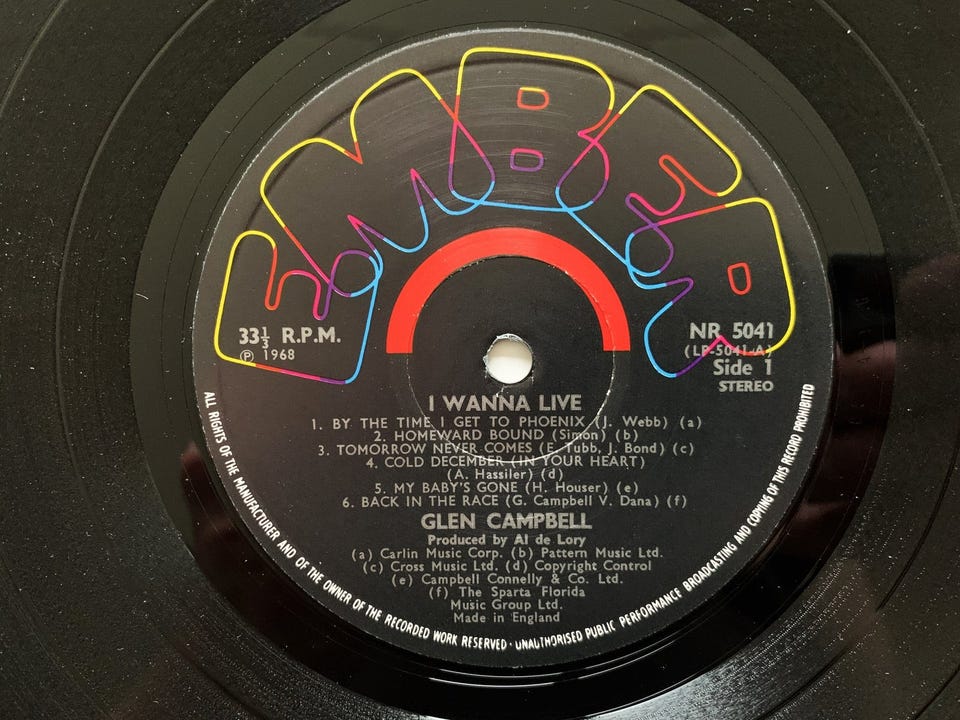 EMBER
33⅓ R.P.M.
Ⓟ 1968
NR 5041
(LP-5041-A)
Side 1
STEREO
I WANNA LIVE
1. BY THE TIME I GET TO PHOENIX (J. Webb) (a)
2. HOMEWARD BOUND (Simon) (b)
3. TOMORROW NEVER COMES (E. Tubb, J. Bond) (c)
4. COLD DECEMBER (IN YOUR HEART)
(A. Hassiler) (d)
5. MY BABY'S GONE (H. Houser) (e)
6. BACK IN THE RACE (G. Campbell V. Dana) (f)
GLEN CAMPBELL
Produced by Al de Lory
(a) Carlin Music Corp. (b) Pattern Music Ltd.
(c) Cross Music Ltd. (d) Copyright Control
(e) Campbell Connelly & Co. Ltd.
(f) The Sparta Florida
Music Group Ltd.
Made in England
ALL RIGHTS OF THE MANUFACTURER AND OF THE OWNER OF THE RECORDED WORK RESERVED · UNAUTHORISED PUBLIC PERFORMANCE BROADCASTING AND COPYING OF THIS RECORD PROHIBITED